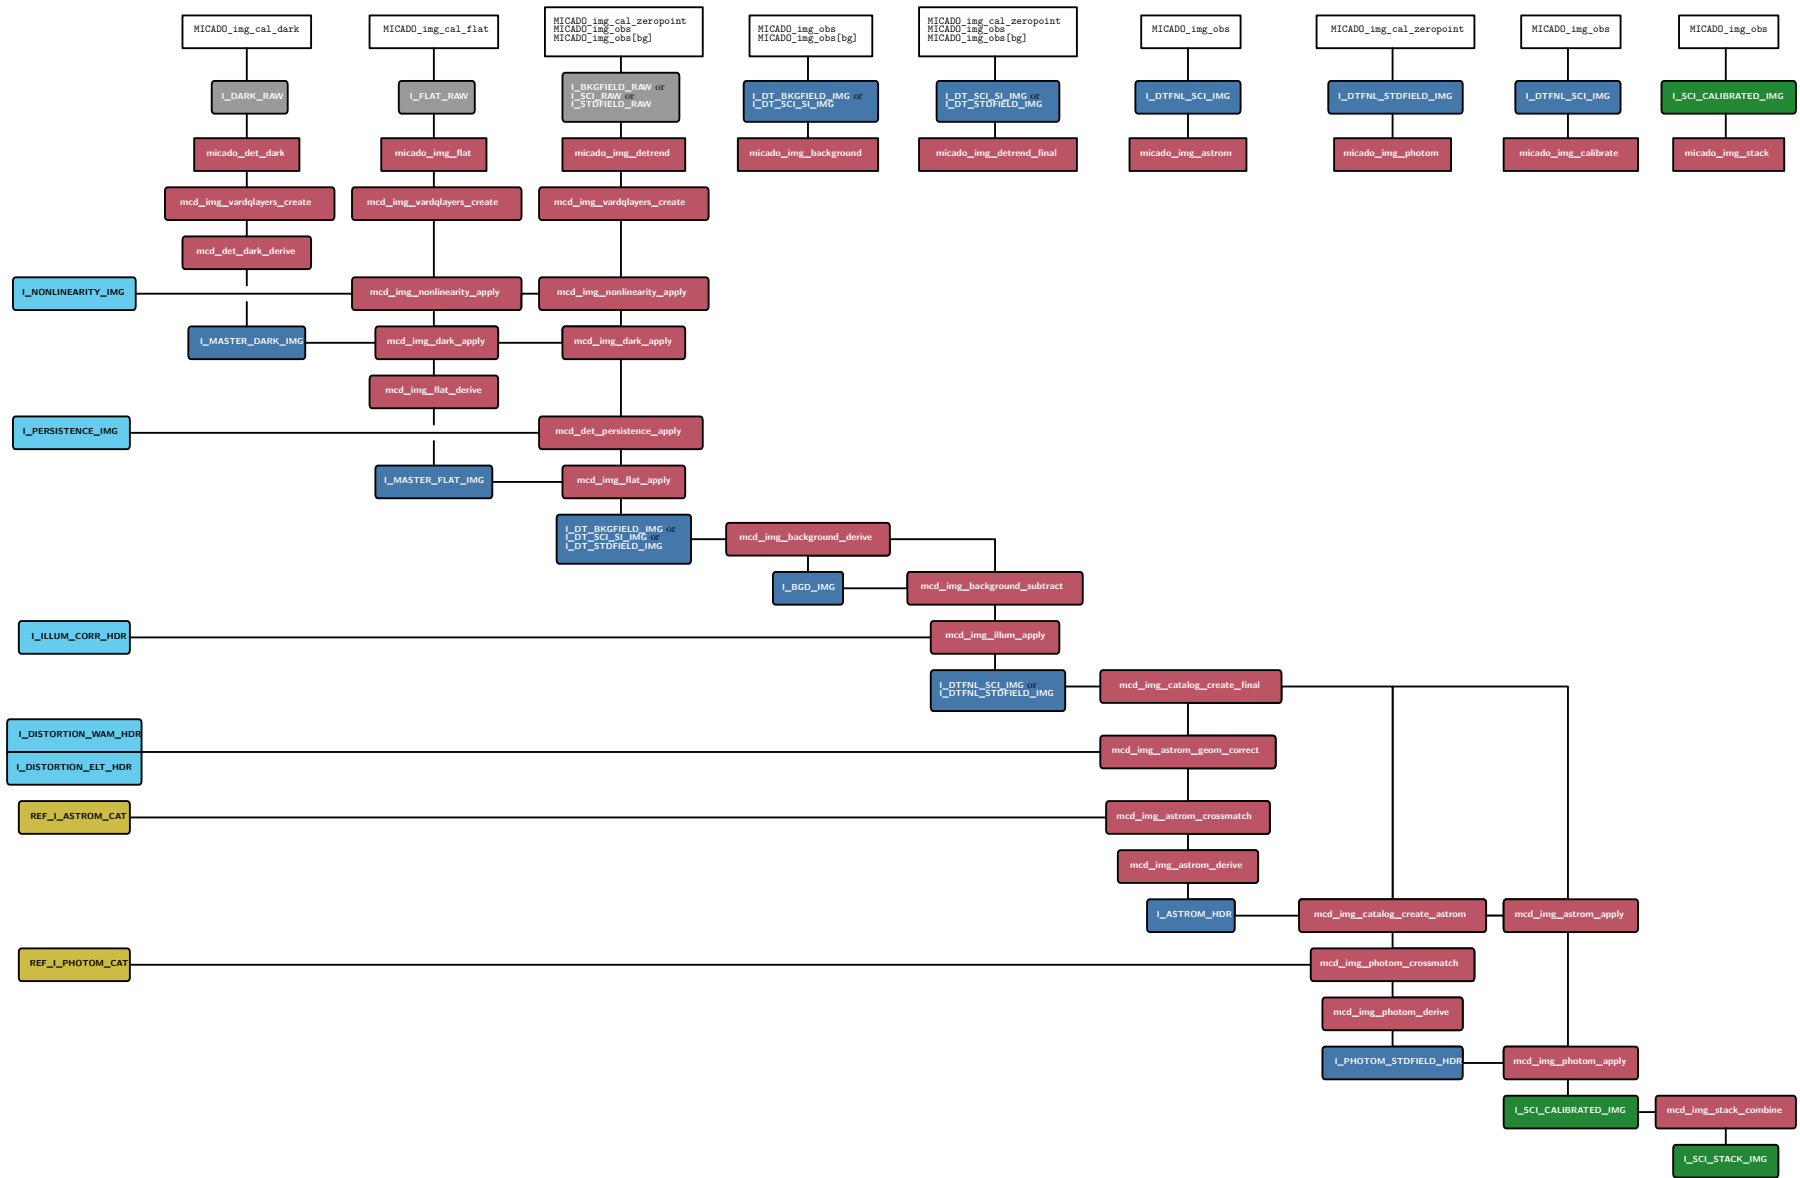 MICADO_img_cal_dark
MICADO_img_cal_flat
MICADO_img_cal_zeropoint
MICADO_img_obs
MICADO_img_obs[bg]
MICADO_img_obs
MICADO_img_obs[bg]
MICADO_img_cal_zeropoint
MICADO_img_obs
MICADO_img_obs[bg]
MICADO_img_obs
MICADO_img_cal_zeropoint
MICADO_img_obs
MICADO_img_obs
I_DARK_RAW
I_FLAT_RAW
I_BKGFIELD_RAW or
I_SCI_RAW or
I_STDFIELD_RAW
I_DT_BKGFIELD_IMG or
I_DT_SCI_SI_IMG
I_DT_SCI_SI_IMG or
I_DT_STDFIELD_IMG
I_DTFNL_SCI_IMG
I_DTFNL_STDFIELD_IMG
I_DTFNL_SCI_IMG
I_SCI_CALIBRATED_IMG
micado_det_dark
micado_img_flat
micado_img_detrend
micado_img_background
micado_img_detrend_final
micado_img_astrom
micado_img_photom
micado_img_calibrate
micado_img_stack
mcd_img_vardqlayers_create
mcd_img_vardqlayers_create
mcd_img_vardqlayers_create
mcd_det_dark_derive
I_NONLINEARITY_IMG
mcd_img_nonlinearity_apply
mcd_img_nonlinearity_apply
I_MASTER_DARK_IMG
mcd_img_dark_apply
mcd_img_dark_apply
mcd_img_flat_derive
I_PERSISTENCE_IMG
mcd_det_persistence_apply
I_MASTER_FLAT_IMG
mcd_img_flat_apply
I_DT_BKGFIELD_IMG or
I_DT_SCI_SI_IMG or
I_DT_STDFIELD_IMG
mcd_img_background_derive
I_BGD_IMG
mcd_img_background_subtract
I_ILLUM_CORR_HDR
mcd_img_illum_apply
I_DTFNL_SCI_IMG or
I_DTFNL_STDFIELD_IMG
mcd_img_catalog_create_final
I_DISTORTION_WAM_HDR
I_DISTORTION_ELT_HDR
mcd_img_astrom_geom_correct
REF_I_ASTROM_CAT
mcd_img_astrom_crossmatch
mcd_img_astrom_derive
I_ASTROM_HDR
mcd_img_catalog_create_astrom
mcd_img_astrom_apply
REF_I_PHOTOM_CAT
mcd_img_photom_crossmatch
mcd_img_photom_derive
I_PHOTOM_STDFIELD_HDR
mcd_img_photom_apply
I_SCI_CALIBRATED_IMG
mcd_img_stack_combine
I_SCI_STACK_IMG